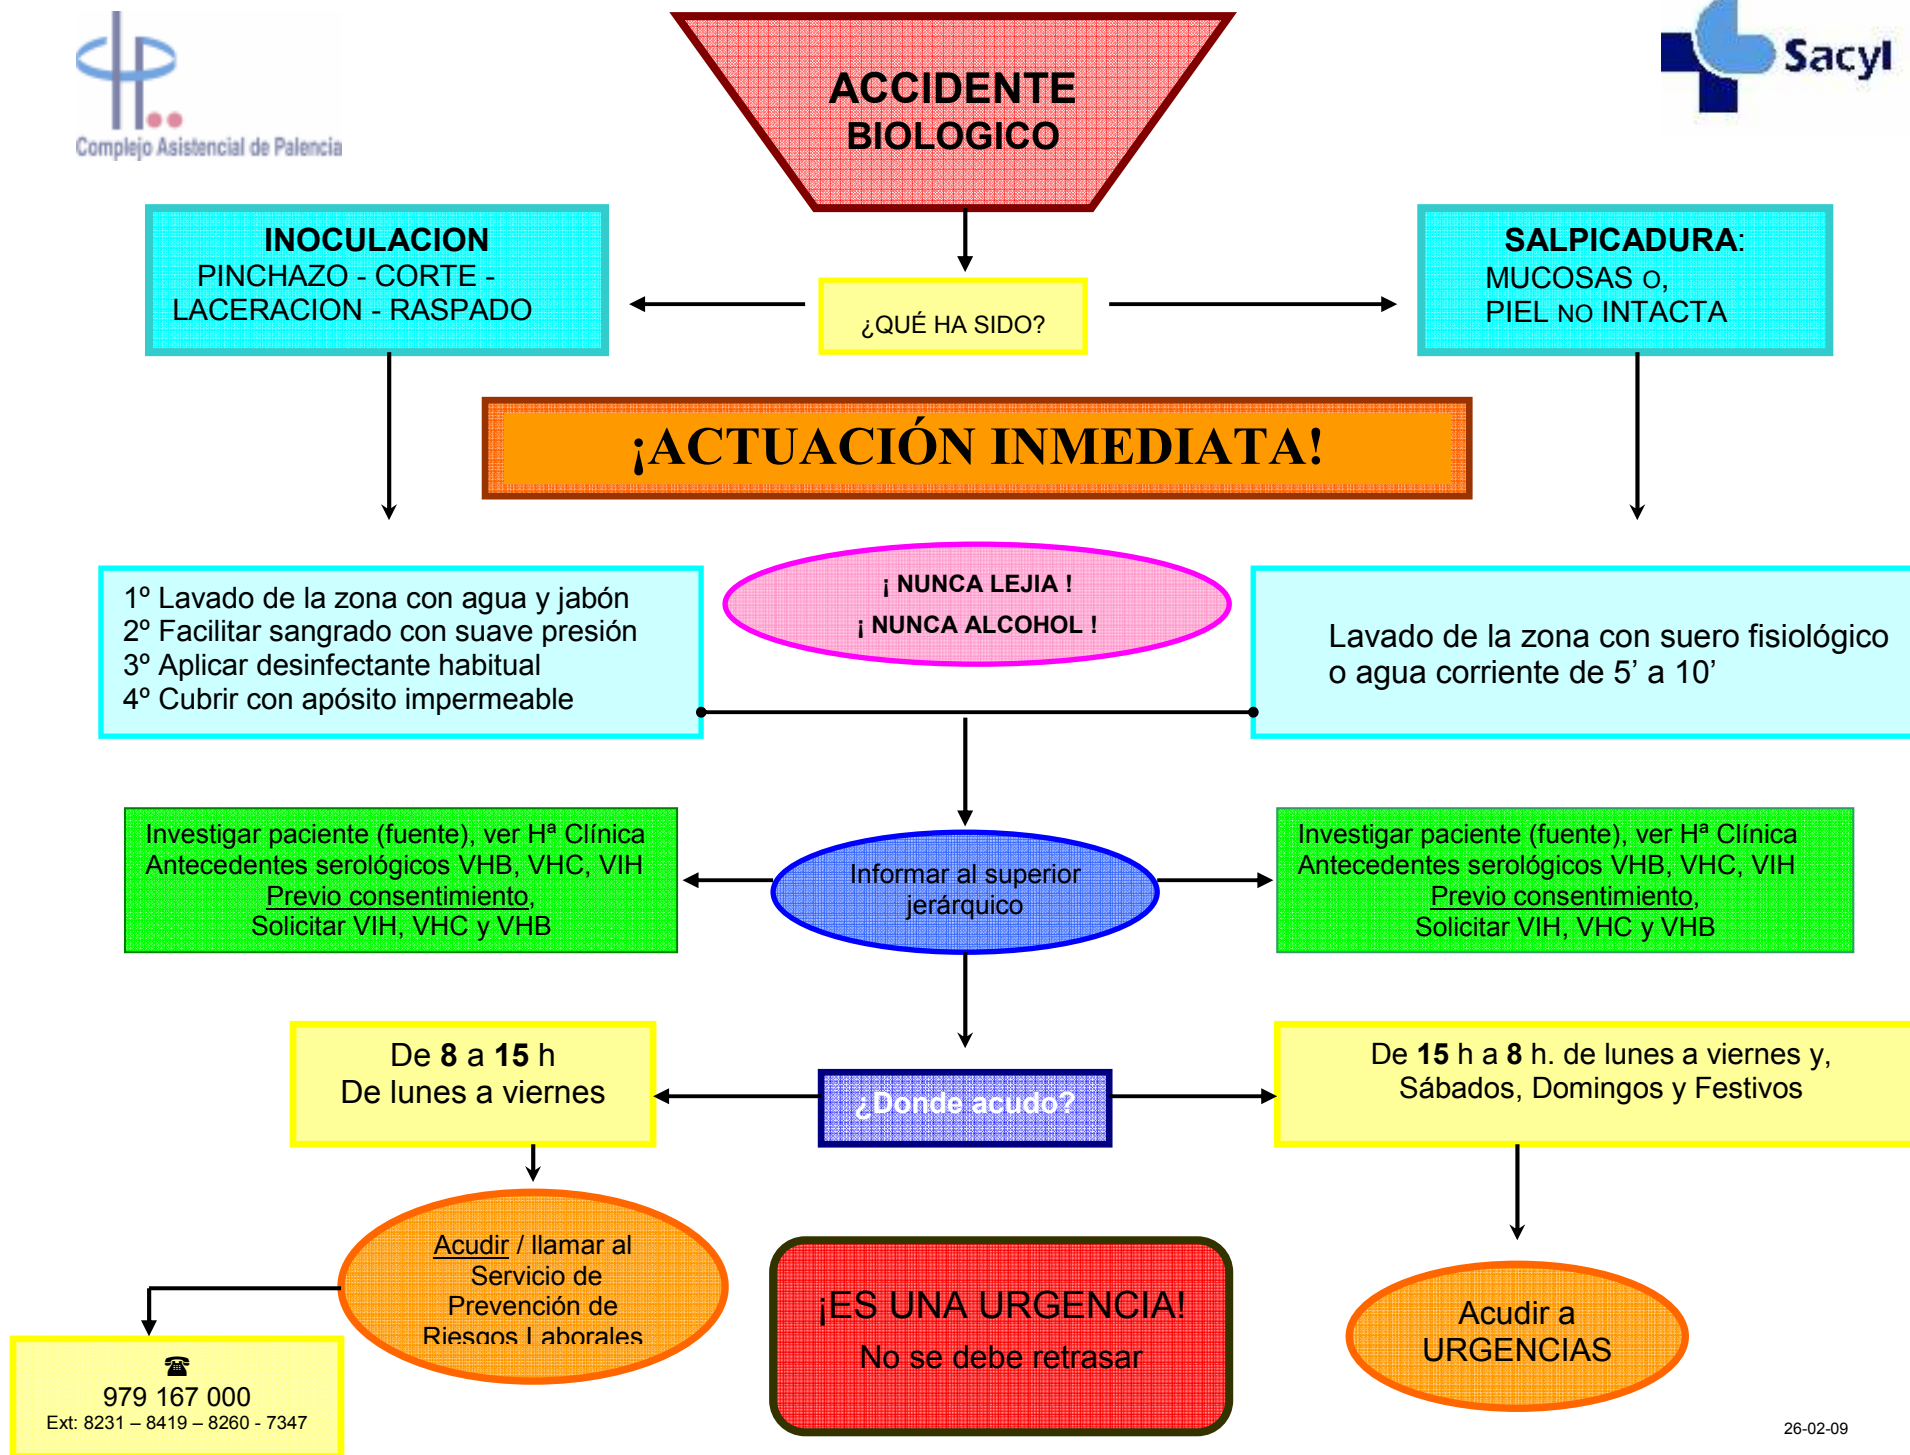 Complejo Asistencial de Palencia
ACCIDENTE
BIOLOGICO
Sacyl
INOCULACION
PINCHAZO - CORTE -
LACERACION - RASPADO
¿QUÉ HA SIDO?
SALPICADURA:
MUCOSAS O,
PIEL NO INTACTA
¡ACTUACIÓN INMEDIATA!
1º Lavado de la zona con agua y jabón
2º Facilitar sangrado con suave presión
3º Aplicar desinfectante habitual
4º Cubrir con apósito impermeable
¡ NUNCA LEJIA !
¡ NUNCA ALCOHOL !
Lavado de la zona con suero fisiológico
o agua corriente de 5’ a 10’
Investigar paciente (fuente), ver Hª Clínica
Antecedentes serológicos VHB, VHC, VIH
Previo consentimiento,
Solicitar VIH, VHC y VHB
Informar al superior
jerárquico
Investigar paciente (fuente), ver Hª Clínica
Antecedentes serológicos VHB, VHC, VIH
Previo consentimiento,
Solicitar VIH, VHC y VHB
De 8 a 15 h
De lunes a viernes
¿Donde acudo?
De 15 h a 8 h. de lunes a viernes y,
Sábados, Domingos y Festivos
Acudir / llamar al
Servicio de
Prevención de
Riesgos Laborales
¡ES UNA URGENCIA!
No se debe retrasar
Acudir a
URGENCIAS
☎
979 167 000
Ext: 8231 – 8419 – 8260 - 7347
26-02-09